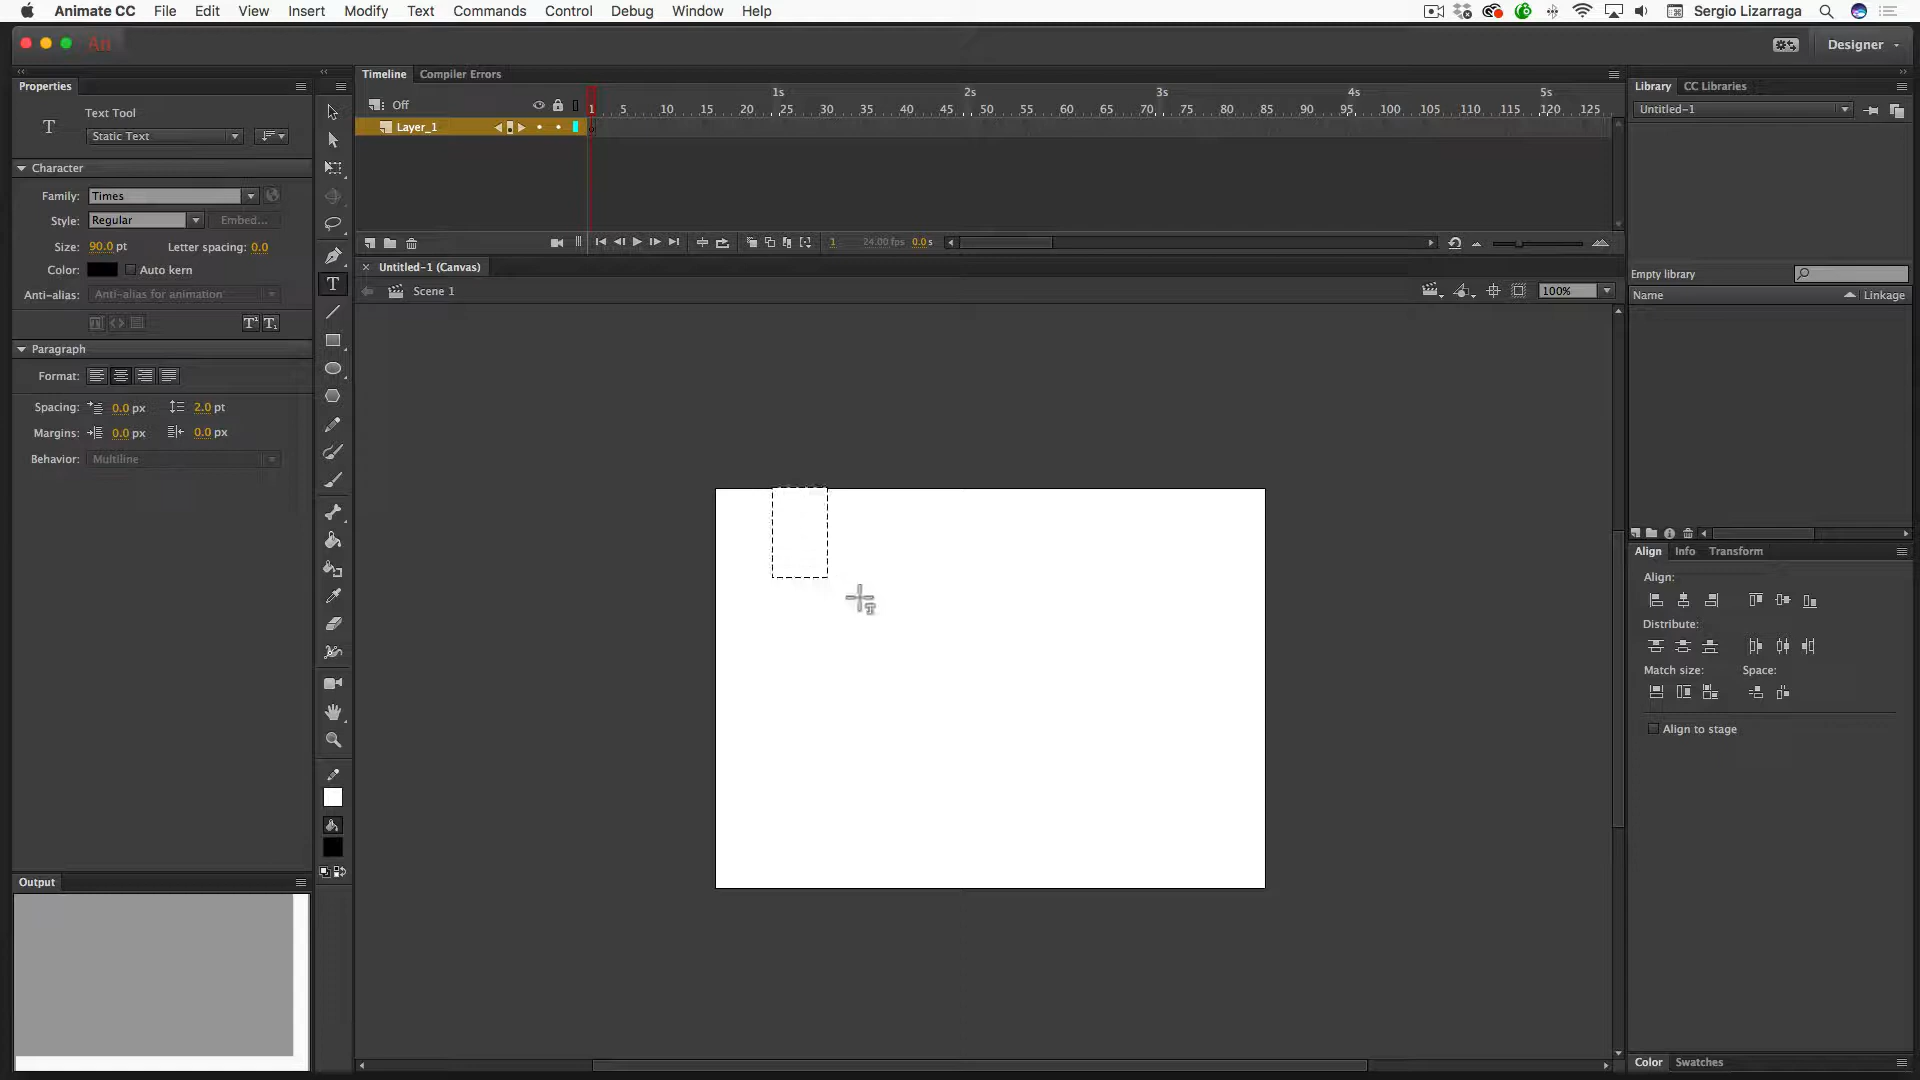 Animate CC File Edit View Insert Modify Text Commands Control Debug Window Help Sergio Lizarraga
An Designer
Properties
Text Tool
T Static Text
Character
Family: Times
Style: Regular Embed...
Size: 90.0 pt Letter spacing: 0.0
Color: Auto kern
Anti-alias: Anti-alias for animation
Paragraph
Format:
Spacing: 0.0 px 2.0 pt
Margins: 0.0 px 0.0 px
Behavior: Multiline
Output
Timeline Compiler Errors
1s 2s 3s 4s 5s
Off 1 5 10 15 20 25 30 35 40 45 50 55 60 65 70 75 80 85 90 95 100 105 110 115 120 125
Layer_1
1 24.00 fps 0.0 s
Untitled-1 (Canvas)
Scene 1 100%
Library CC Libraries
Untitled-1
Empty library
Name Linkage
Align Info Transform
Align:
Distribute:
Match size: Space:
Align to stage
Color Swatches